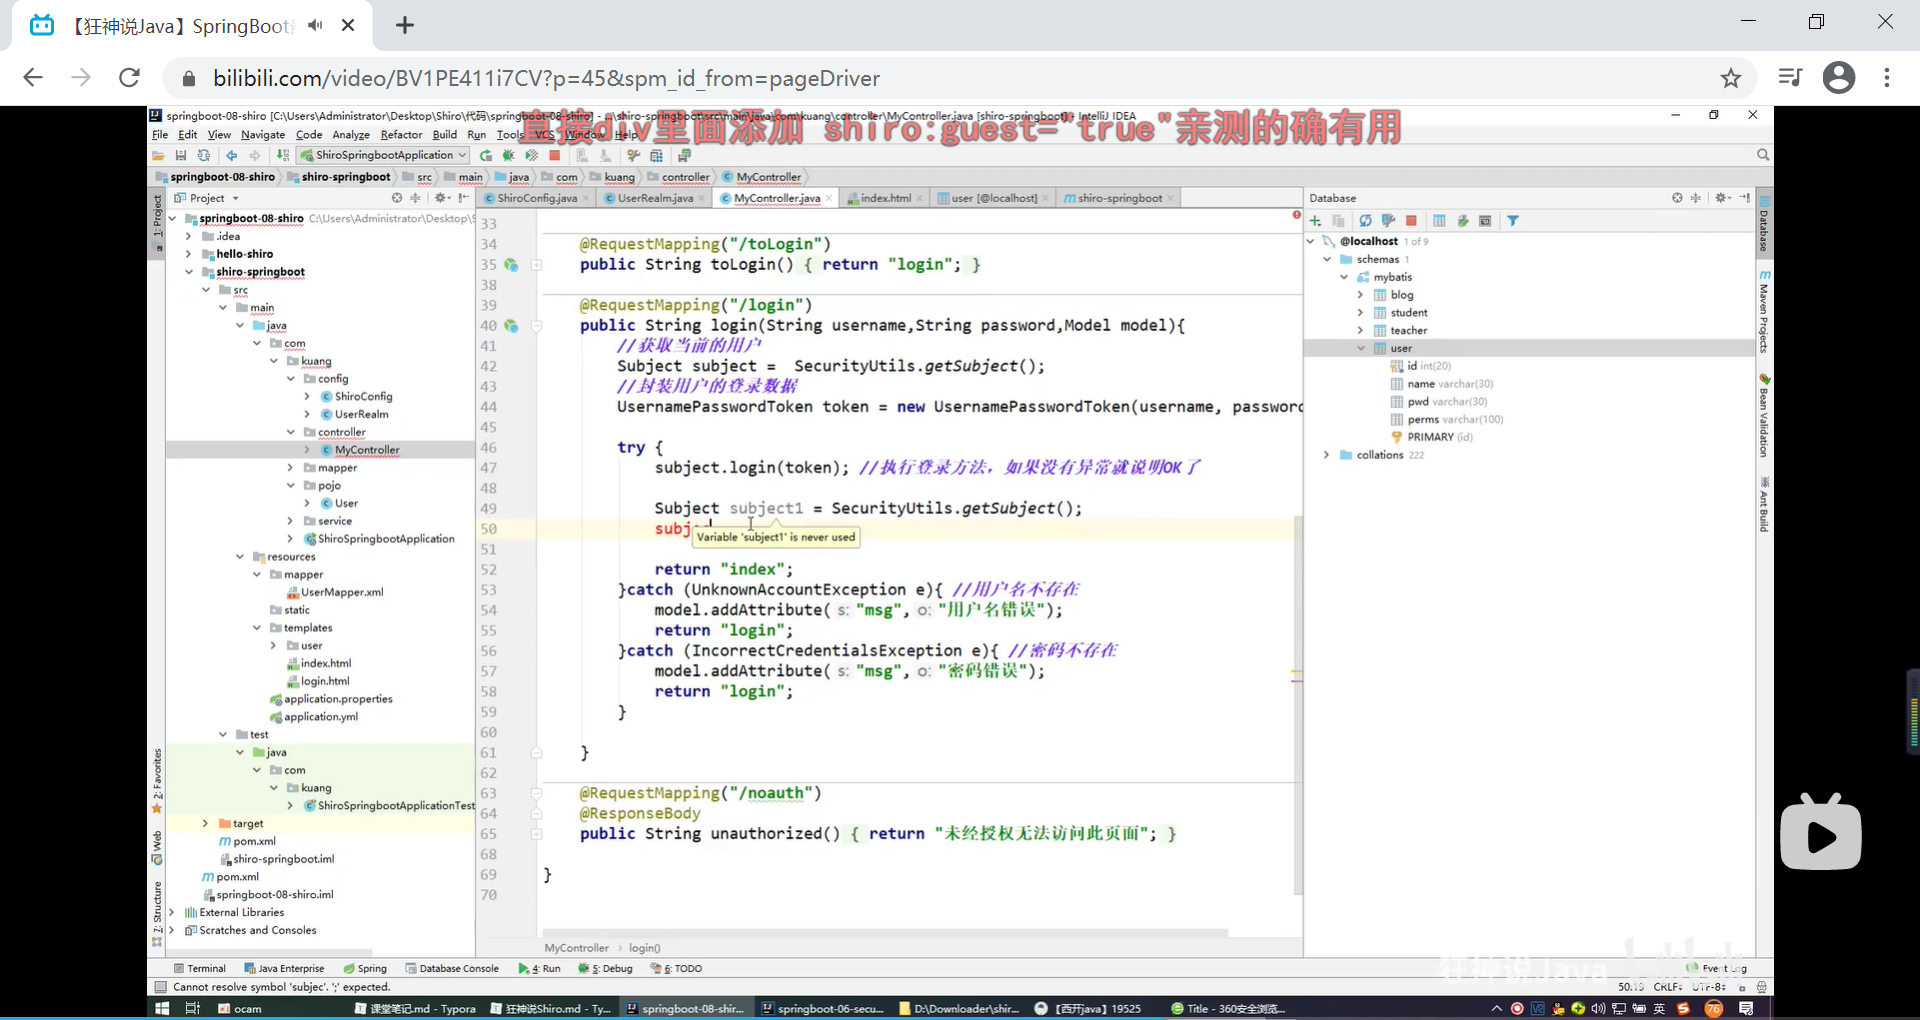 【狂神说Java】SpringBoot
bilibili.com/video/BV1PE411i7CV?p=45&spm_id_from=pageDriver
springboot-08-shiro [C:\Users\Administrator\Desktop\Shiro\代码\springboot-08-shiro] - ...\shiro-springboot\src\main\java\com\kuang\controller\MyController.java [shiro-springboot] - IntelliJ IDEA
直接div里面添加 shiro:guest="true"亲测的确有用
File Edit View Navigate Code Analyze Refactor Build Run Tools VCS Window Help
ShiroSpringbootApplication
springboot-08-shiro shiro-springboot src main java com kuang controller MyController
Project
ShiroConfig.java UserRealm.java MyController.java index.html user [@localhost] shiro-springboot
Database
1: Project
springboot-08-shiro C:\Users\Administrator\Desktop\S
.idea
hello-shiro
shiro-springboot
src
main
java
com
kuang
config
ShiroConfig
UserRealm
controller
MyController
mapper
pojo
User
service
ShiroSpringbootApplication
resources
mapper
UserMapper.xml
static
templates
user
index.html
login.html
application.properties
application.yml
test
java
com
kuang
ShiroSpringbootApplicationTest
target
pom.xml
shiro-springboot.iml
pom.xml
springboot-08-shiro.iml
External Libraries
Scratches and Consoles
2: Favorites
Web
7: Structure
33
34 @RequestMapping("/toLogin")
35 public String toLogin() { return "login"; }
38
39 @RequestMapping("/login")
40 public String login(String username,String password,Model model){
41 //获取当前的用户
42 Subject subject = SecurityUtils.getSubject();
43 //封装用户的登录数据
44 UsernamePasswordToken token = new UsernamePasswordToken(username, password
45
46 try {
47 subject.login(token); //执行登录方法，如果没有异常就说明OK了
48
49 Subject subject1 = SecurityUtils.getSubject();
50 subjec
Variable 'subject1' is never used
51
52 return "index";
53 }catch (UnknownAccountException e){ //用户名不存在
54 model.addAttribute( s: "msg", o: "用户名错误");
55 return "login";
56 }catch (IncorrectCredentialsException e){ //密码不存在
57 model.addAttribute( s: "msg", o: "密码错误");
58 return "login";
59 }
60
61 }
62
63 @RequestMapping("/noauth")
64 @ResponseBody
65 public String unauthorized() { return "未经授权无法访问此页面"; }
68
69 }
70
MyController login()
@localhost 1 of 9
schemas 1
mybatis
blog
student
teacher
user
id int(20)
name varchar(30)
pwd varchar(30)
perms varchar(100)
PRIMARY (id)
collations 222
Database
Maven Projects
Bean Validation
Ant Build
Terminal Java Enterprise Spring Database Console 4: Run 5: Debug 6: TODO
狂神说Java
Event Log
Cannot resolve symbol 'subjec'. ';' expected.
50:19 CRLF UTF-8
ocam
课堂笔记.md - Typora
狂神说Shiro.md - Ty...
springboot-08-shir...
springboot-06-secu...
D:\Downloader\shir...
【西开java】19525
Title - 360安全浏览...
英
76